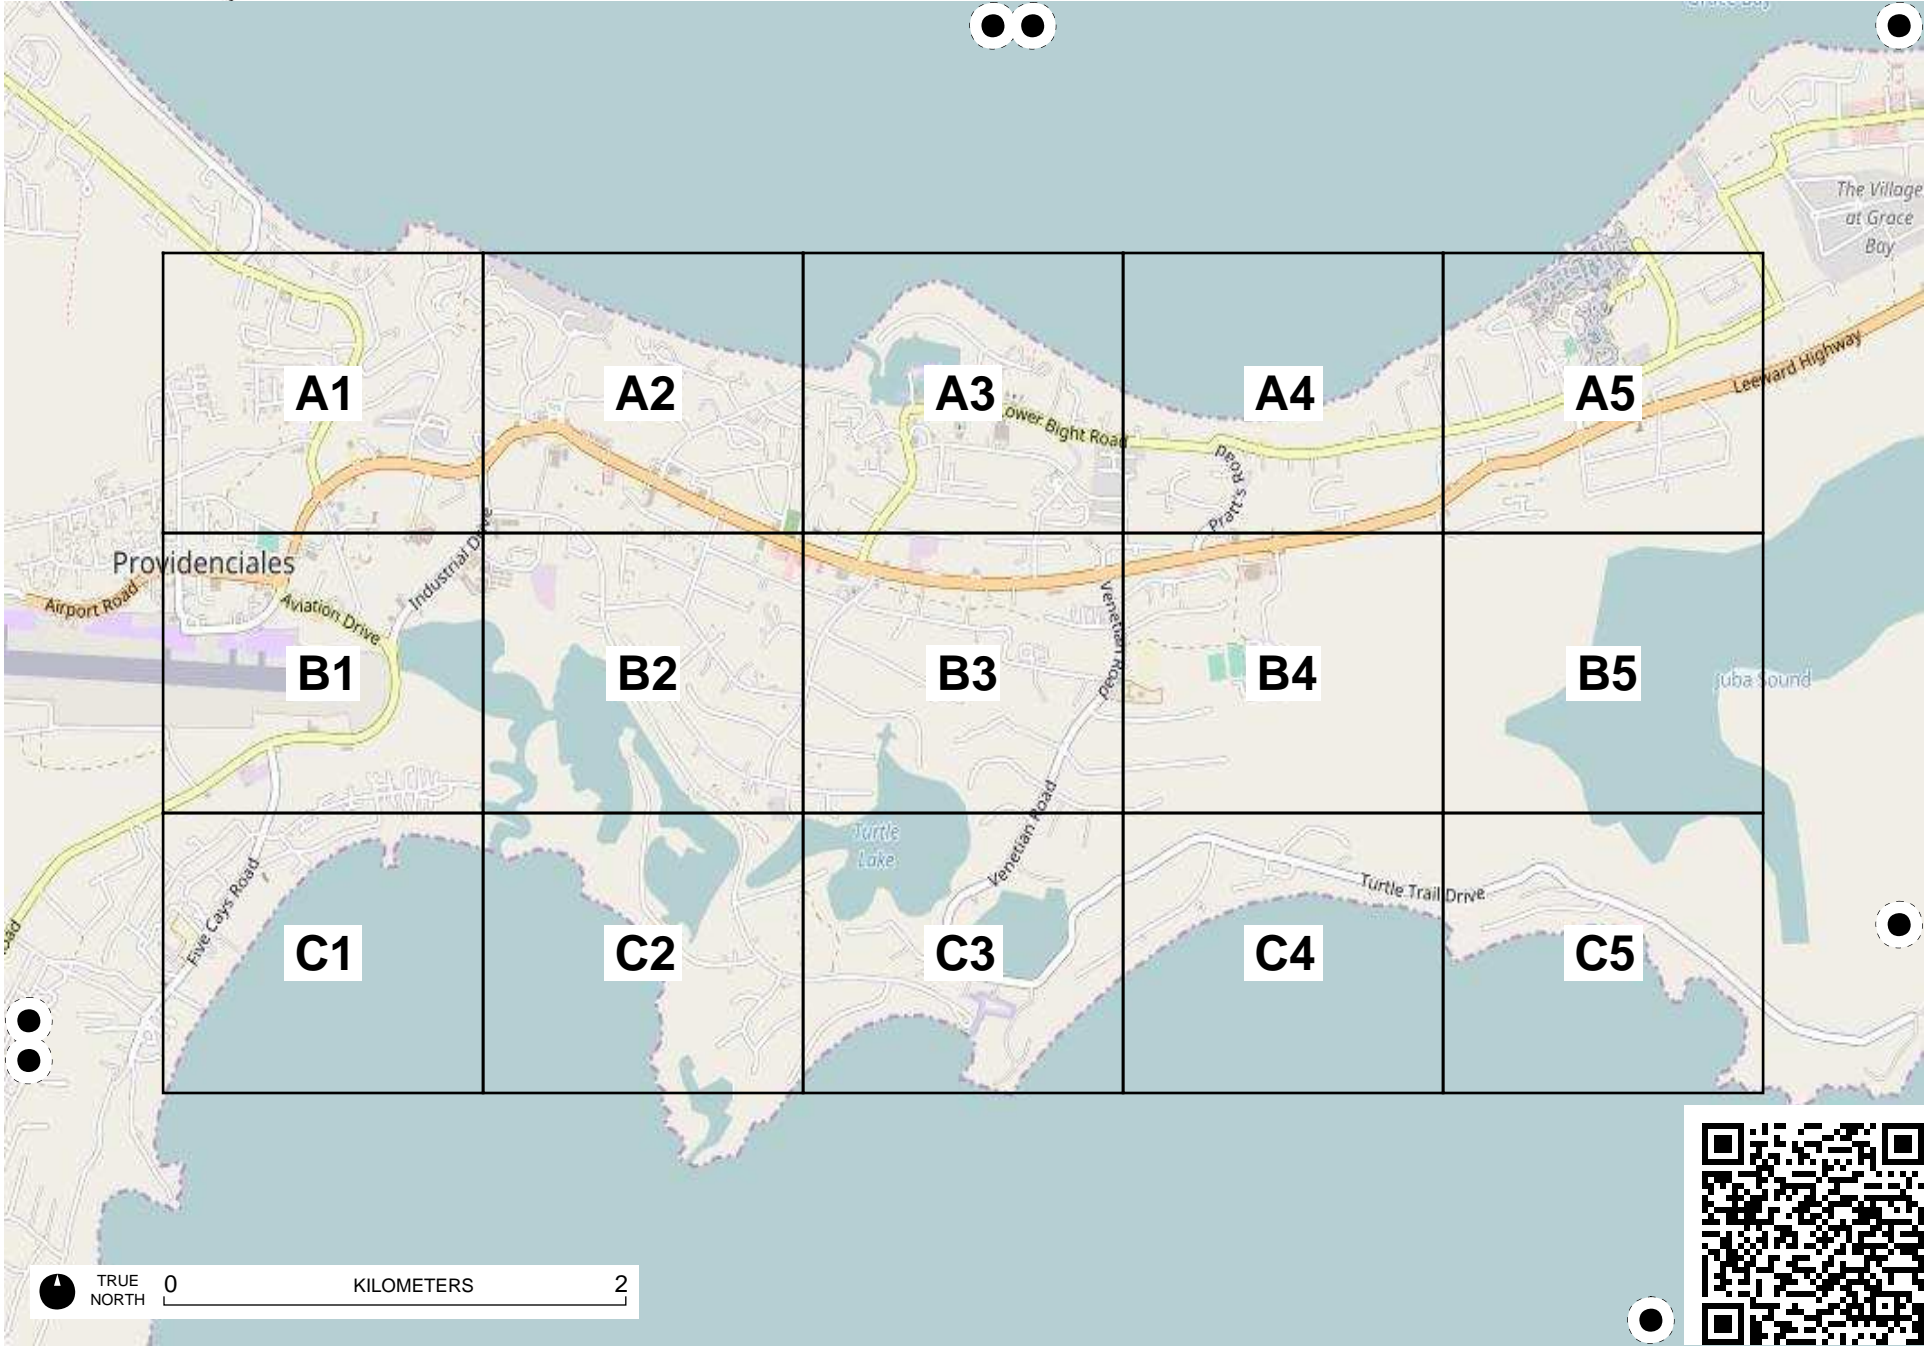 The Village
at Grace
Bay
Leeward Highway
A1
A2
A3
A4
A5
Lower Bight Road
Pratt's Road
Providenciales
Industrial Drive
Airport Road
Aviation Drive
Venetian Road
B1
B2
B3
B4
B5
Juba Sound
Turtle
Lake
Venetian Road
Turtle Trail Drive
Five Cays Road
C1
C2
C3
C4
C5
TRUE
NORTH
0
KILOMETERS
2